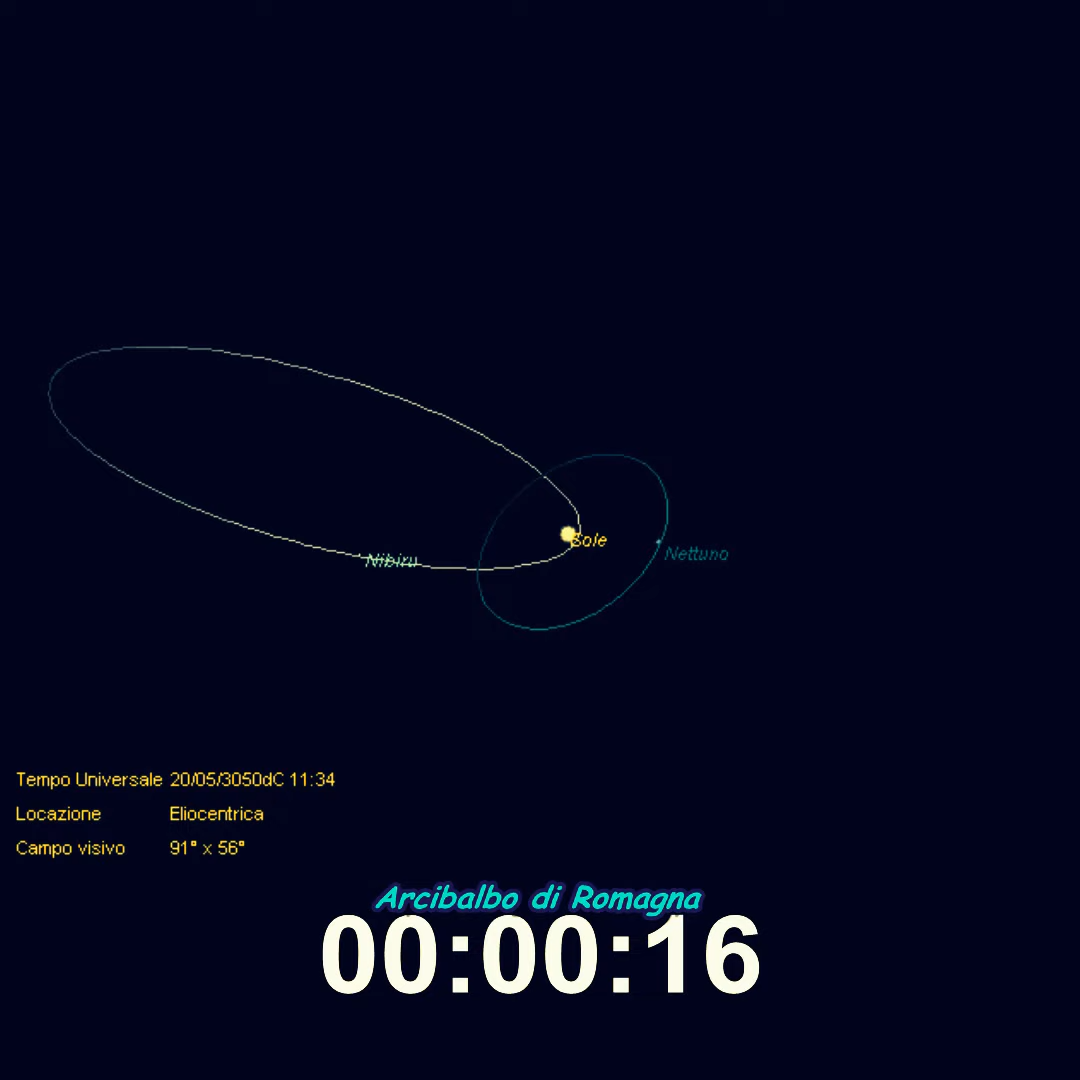 Sole
Nettuno
Nibiru
Tempo Universale 20/05/3050dC 11:34
Locazione Eliocentrica
Campo visivo 91° x 56°
Arcibalbo di Romagna
00:00:16